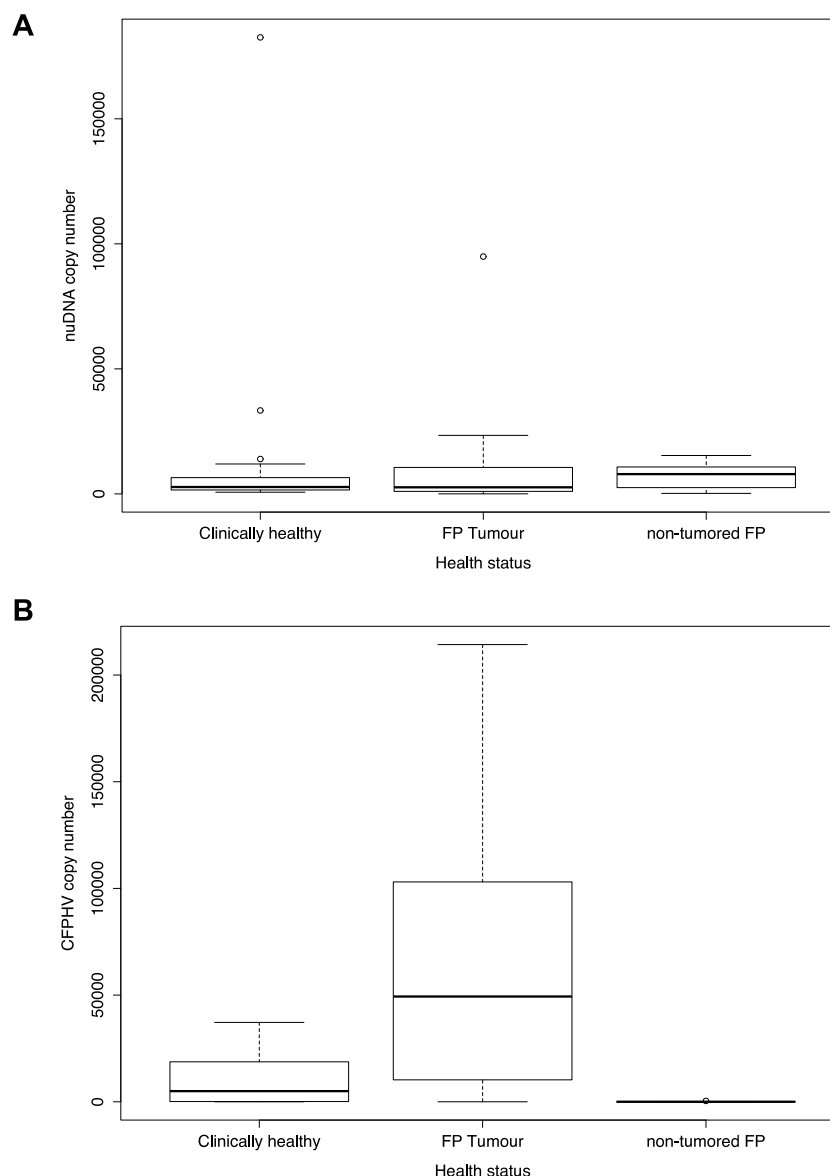 A
150000
100000
50000
0
nuDNA copy number
Clinically healthy FP Tumour non-tumored FP
Health status
B
200000
150000
100000
50000
0
CFPHV copy number
Clinically healthy FP Tumour non-tumored FP
Health status